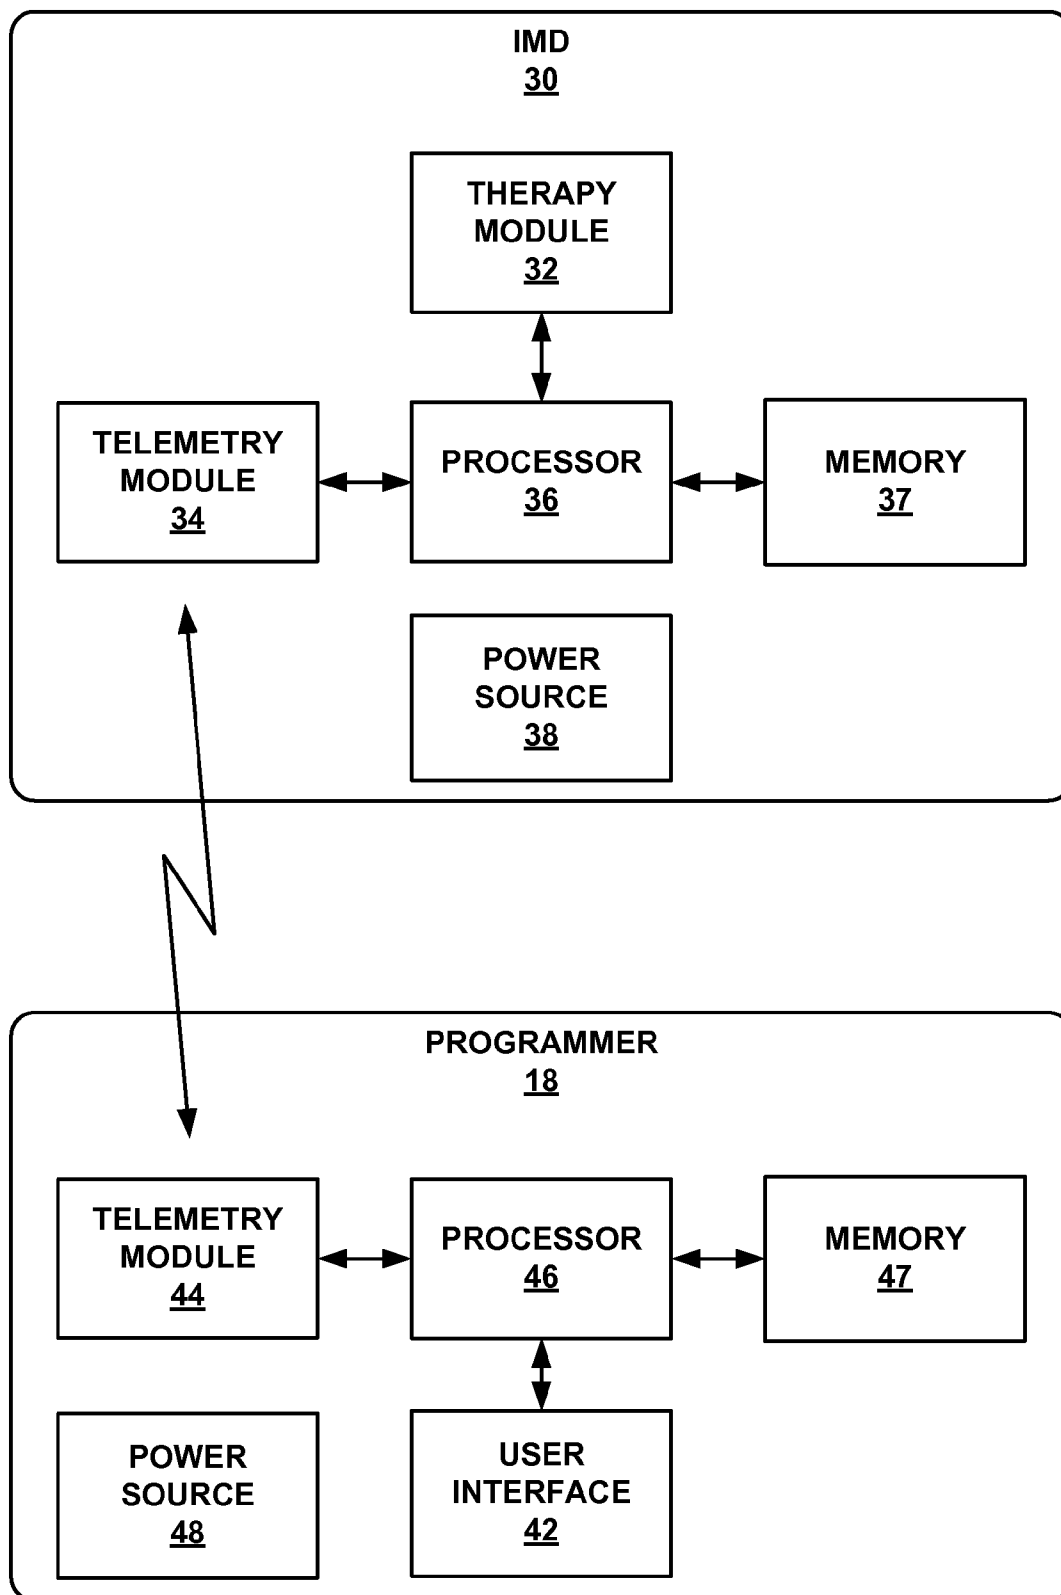 IMD
30
THERAPY
MODULE
32
TELEMETRY
MODULE
34
PROCESSOR
36
MEMORY
37
POWER
SOURCE
38
PROGRAMMER
18
TELEMETRY
MODULE
44
PROCESSOR
46
MEMORY
47
POWER
SOURCE
48
USER
INTERFACE
42